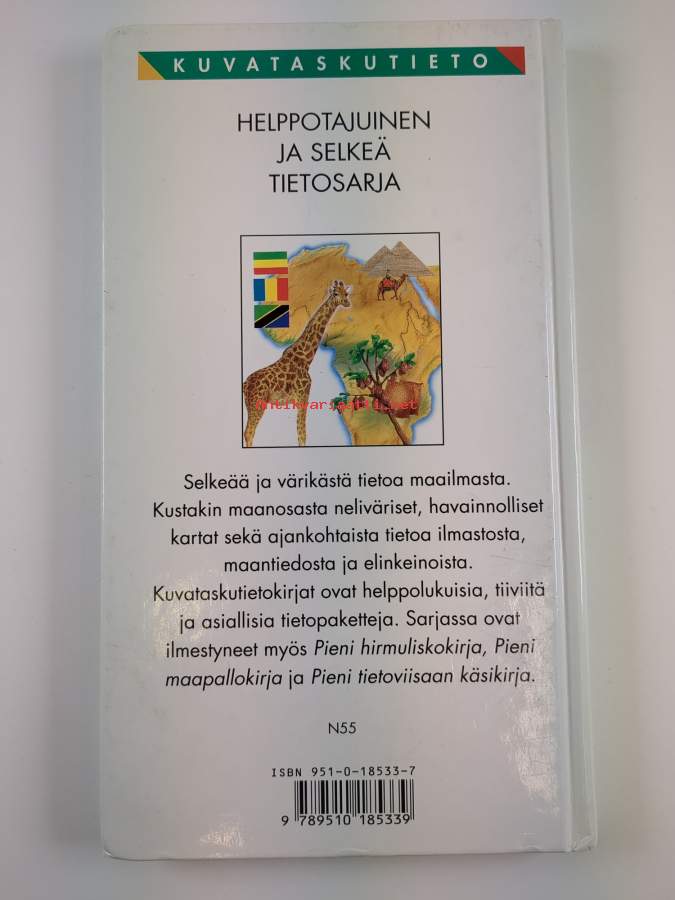 KUVATASKUTIETO
HELPPOTAJUINEN
JA SELKEÄ
TIETOSARJA
Antikvariaatti.net
Selkeää ja värikästä tietoa maailmasta.
Kustakin maanosasta neliväriset, havainnolliset
kartat sekä ajankohtaista tietoa ilmastosta,
maantiedosta ja elinkeinoista.
Kuvataskutietokirjat ovat helppolukuisia, tiiviitä
ja asiallisia tietopaketteja. Sarjassa ovat
ilmestyneet myös Pieni hirmuliskokirja, Pieni
maapallokirja ja Pieni tietoviisaan käsikirja.
N55
ISBN 951-0-18533-7
9 789510 185339